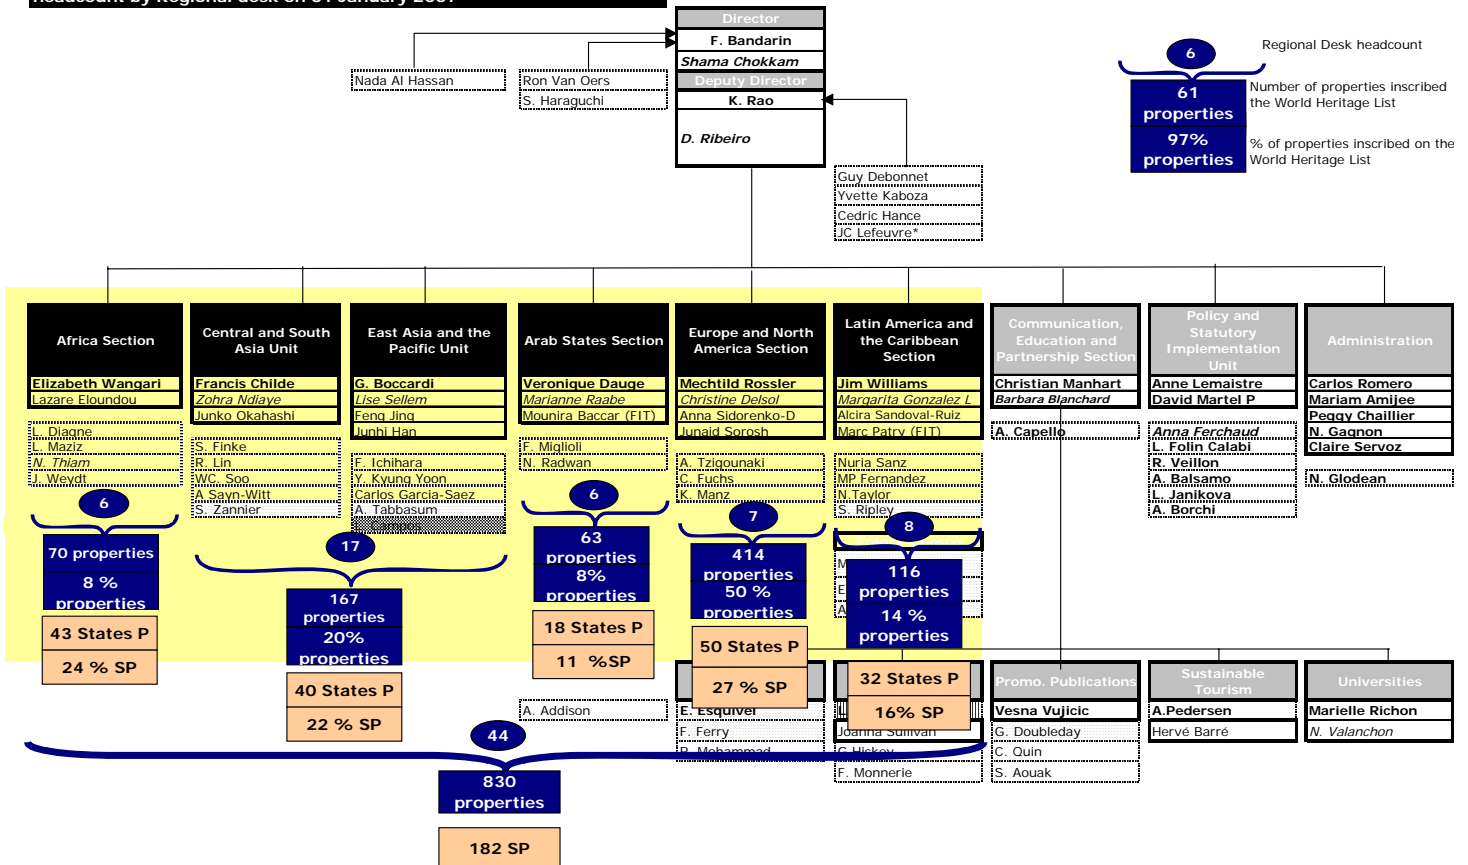 headcount by Regional desk on 31 January 2007
Director
F. Bandarin
Shama Chokkam
Deputy Director
K. Rao
D. Ribeiro
Nada Al Hassan
Ron Van Oers
S. Haraguchi
6
Regional Desk headcount
61
properties
Number of properties inscribed
the World Heritage List
97%
properties
% of properties inscribed on the
World Heritage List
Guy Debonnet
Yvette Kaboza
Cedric Hance
JC Lefeuvre*
Africa Section
Elizabeth Wangari
Lazare Eloundou
L. Diagne
L. Maziz
N. Thiam
J. Weydt
6
70 properties
8 %
properties
43 States P
24 % SP
Central and South
Asia Unit
Francis Childe
Zohra Ndiaye
Junko Okahashi
S. Finke
R. Lin
WC. Soo
A Sayn-Witt
S. Zannier
East Asia and the
Pacific Unit
G. Boccardi
Lise Sellem
Feng Jing
Junhi Han
F. Ichihara
Y. Kyung Yoon
Carlos Garcia-Saez
A. Tabbasum
Campos
17
167
properties
20%
properties
40 States P
22 % SP
Arab States Section
Veronique Dauge
Marianne Raabe
Mounira Baccar (FIT)
F. Miglioli
N. Radwan
6
63
properties
8%
properties
18 States P
11 %SP
A. Addison
Europe and North
America Section
Mechtild Rossler
Christine Delsol
Anna Sidorenko-D
Junaid Sorosh
A. Tzigounaki
C. Fuchs
K. Manz
7
414
properties
50 %
properties
50 States P
27 % SP
E. Esquivel
F. Ferry
R. Mohammad
Latin America and
the Caribbean
Section
Jim Williams
Margarita Gonzalez L
Alcira Sandoval-Ruiz
Marc Patry (FIT)
Nuria Sanz
MP Fernandez
N.Taylor
S. Ripley
8
M
E
A
116
properties
14 %
properties
32 States P
16% SP
L
Joanna Sullivan
C Hickey
F. Monnerie
Communication,
Education and
Partnership Section
Christian Manhart
Barbara Blanchard
A. Capello
Promo. Publications
Vesna Vujicic
G. Doubleday
C. Quin
S. Aouak
Policy and
Statutory
Implementation
Unit
Anne Lemaistre
David Martel P
Anna Ferchaud
L. Folin Calabi
R. Veillon
A. Balsamo
L. Janikova
A. Borchi
Sustainable
Tourism
A.Pedersen
Hervé Barré
Administration
Carlos Romero
Mariam Amijee
Peggy Chaillier
N. Gagnon
Claire Servoz
N. Glodean
Universities
Marielle Richon
N. Valanchon
44
830
properties
182 SP